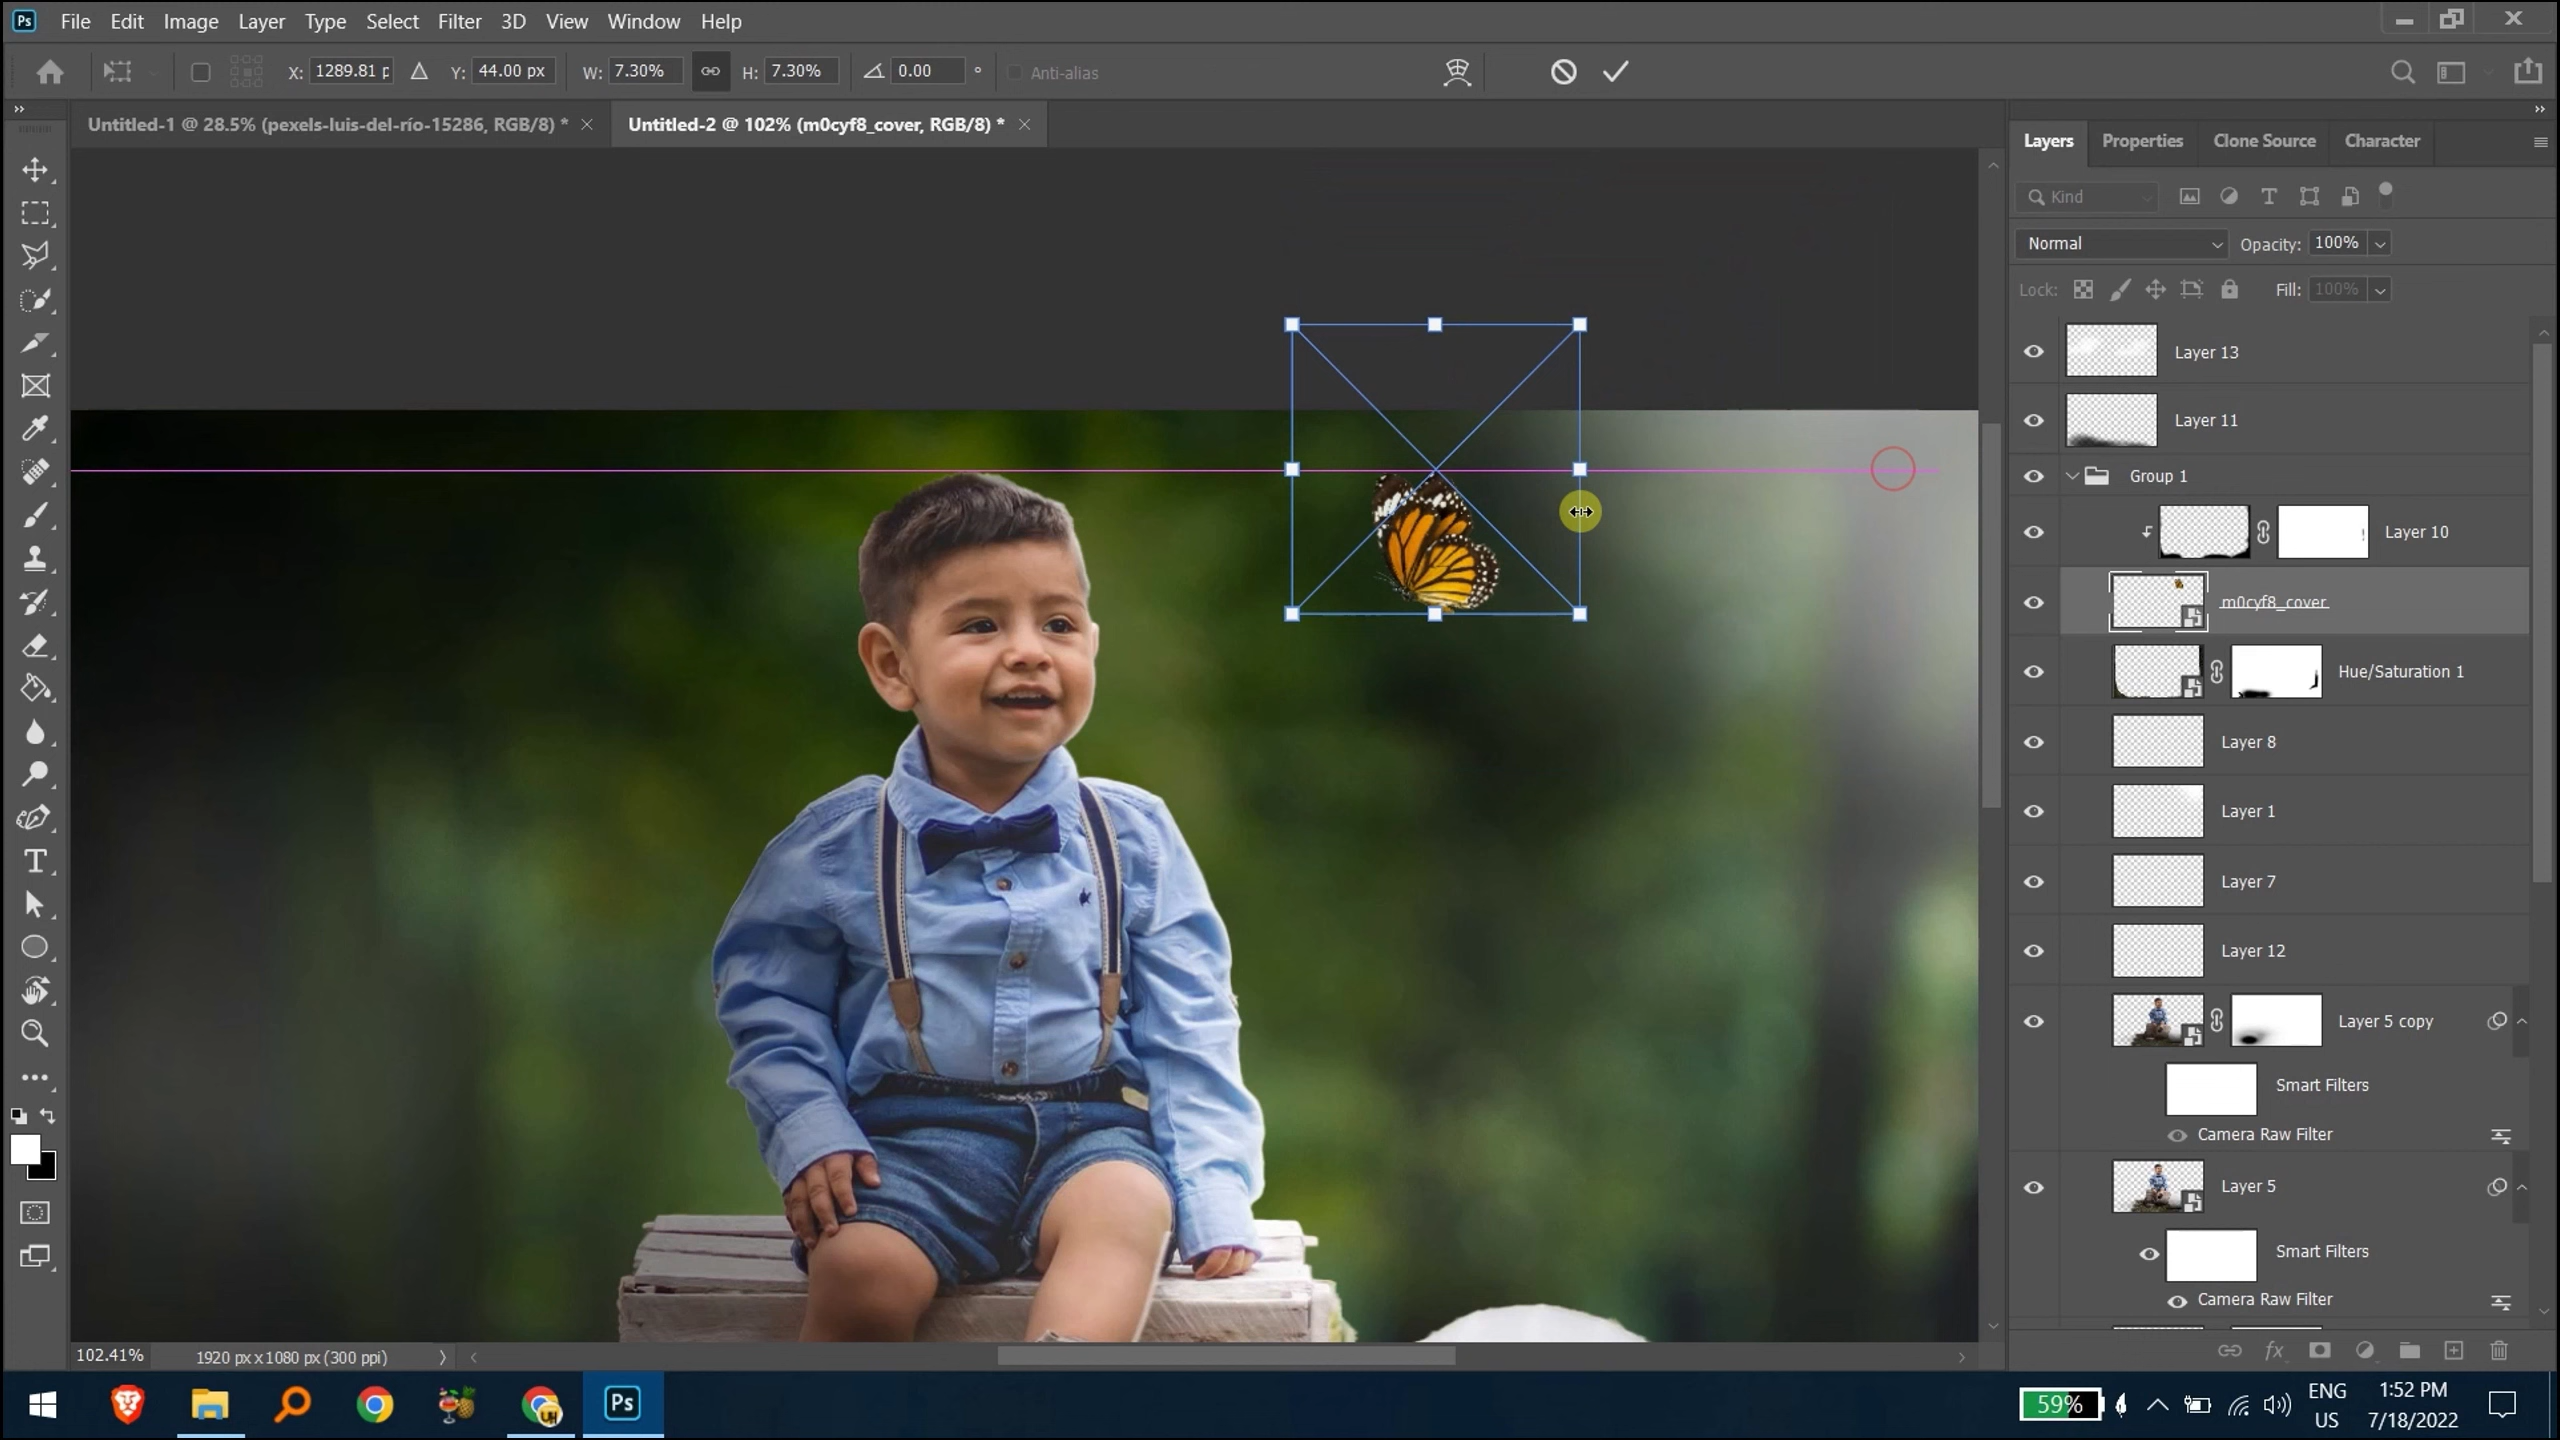 Ps File Edit Image Layer Type Select Filter 3D View Window Help
X: 1289.81 p Y: 44.00 px W: 7.30% H: 7.30% 0.00 ° Anti-alias
Untitled-1 @ 28.5% (pexels-luis-del-río-15286, RGB/8) * Untitled-2 @ 102% (m0cyf8_cover, RGB/8) *
Layers Properties Clone Source Character
Kind
Normal Opacity: 100%
Lock: Fill: 100%
Layer 13
Layer 11
Group 1
Layer 10
m0cyf8_cover
Hue/Saturation 1
Layer 8
Layer 1
Layer 7
Layer 12
Layer 5 copy
Smart Filters
Camera Raw Filter
Layer 5
Smart Filters
Camera Raw Filter
fx
102.41% 1920 px x 1080 px (300 ppi)
Ps
59%
ENG
US
1:52 PM
7/18/2022